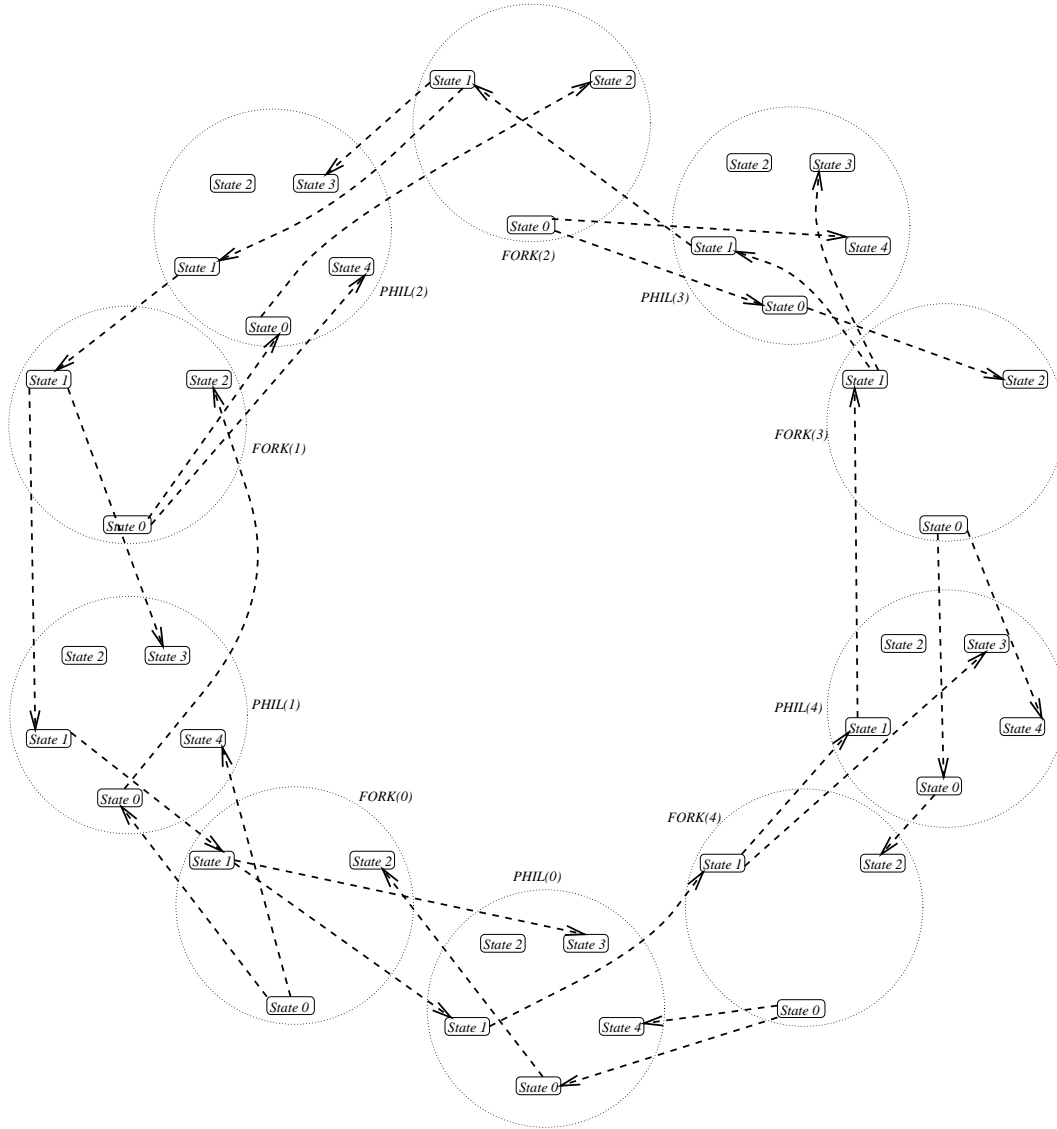 State 1
State 2
State 2
State 3
State 2
State 3
State 0
FORK(2)
State 1
State 4
State 1
State 4
PHIL(2)
PHIL(3)
State 0
State 0
State 1
State 2
State 1
State 2
FORK(1)
FORK(3)
State 0
State 0
State 2
State 3
State 2
State 3
PHIL(1)
PHIL(4)
State 1
State 4
State 1
State 4
State 0
FORK(0)
State 0
FORK(4)
State 1
State 2
PHIL(0)
State 1
State 2
State 2
State 3
State 0
State 0
State 1
State 4
State 0